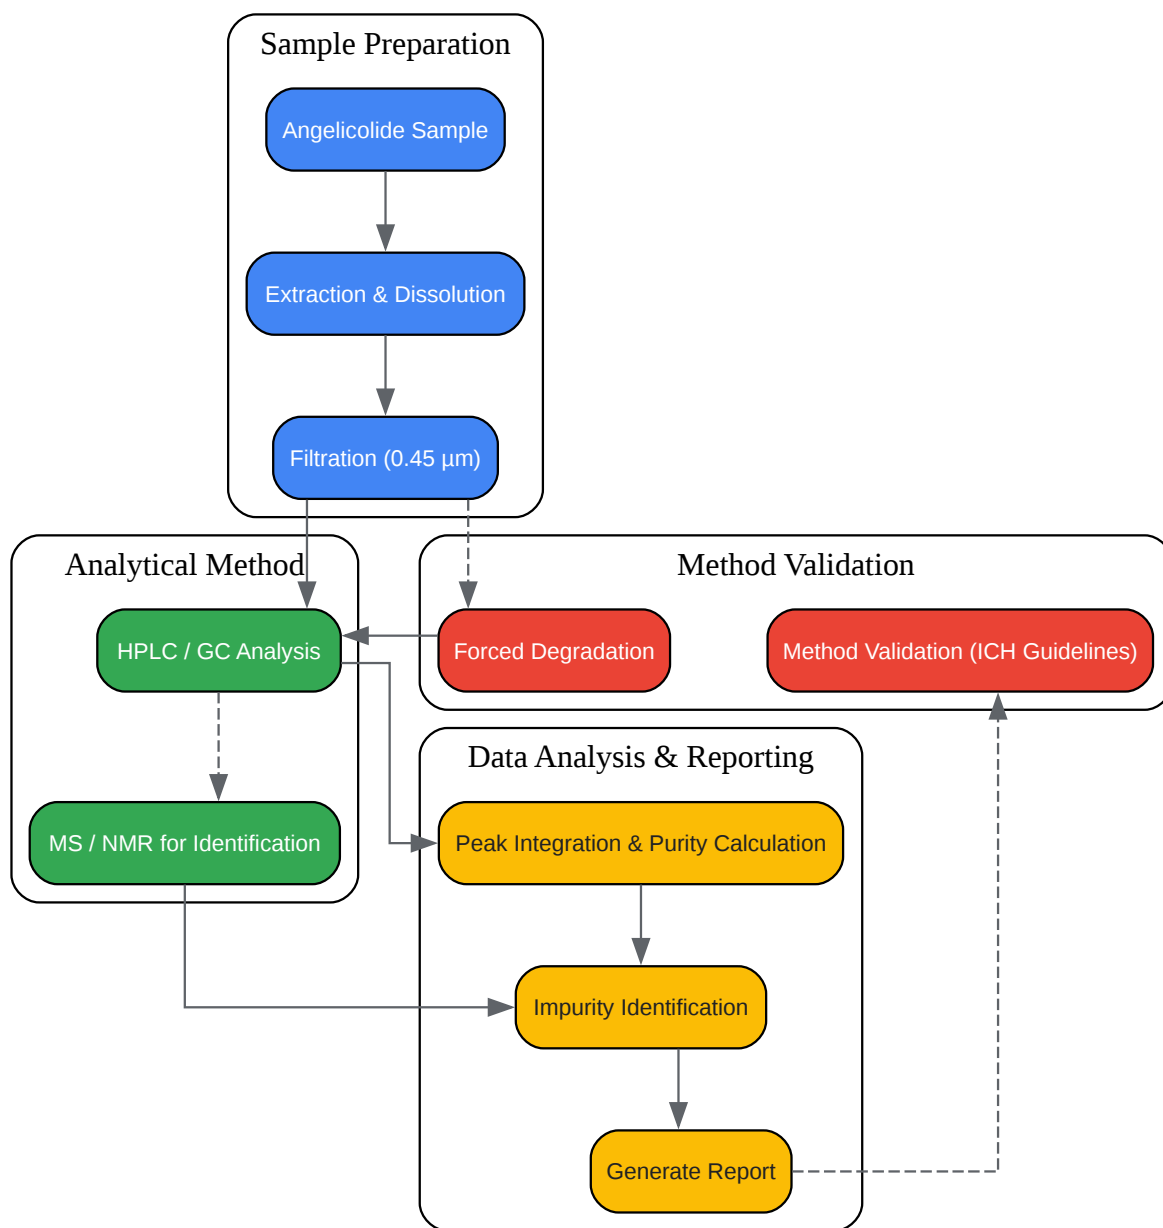 Sample Preparation
Angelicolide Sample
Extraction & Dissolution
Filtration (0.45 µm)
Analytical Method
HPLC / GC Analysis
MS / NMR for Identification
Method Validation
Forced Degradation
Method Validation (ICH Guidelines)
Data Analysis & Reporting
Peak Integration & Purity Calculation
Impurity Identification
Generate Report